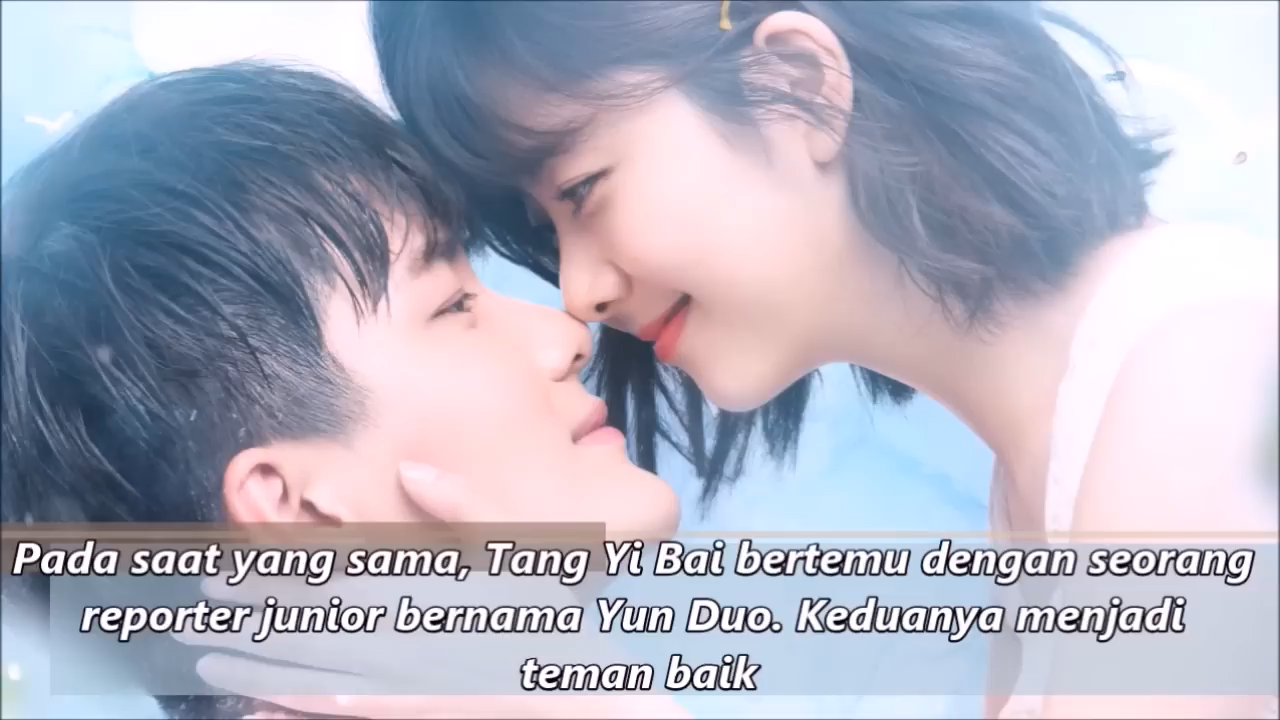 Pada saat yang sama, Tang Yi Bai bertemu dengan seorang
reporter junior bernama Yun Duo. Keduanya menjadi
teman baik